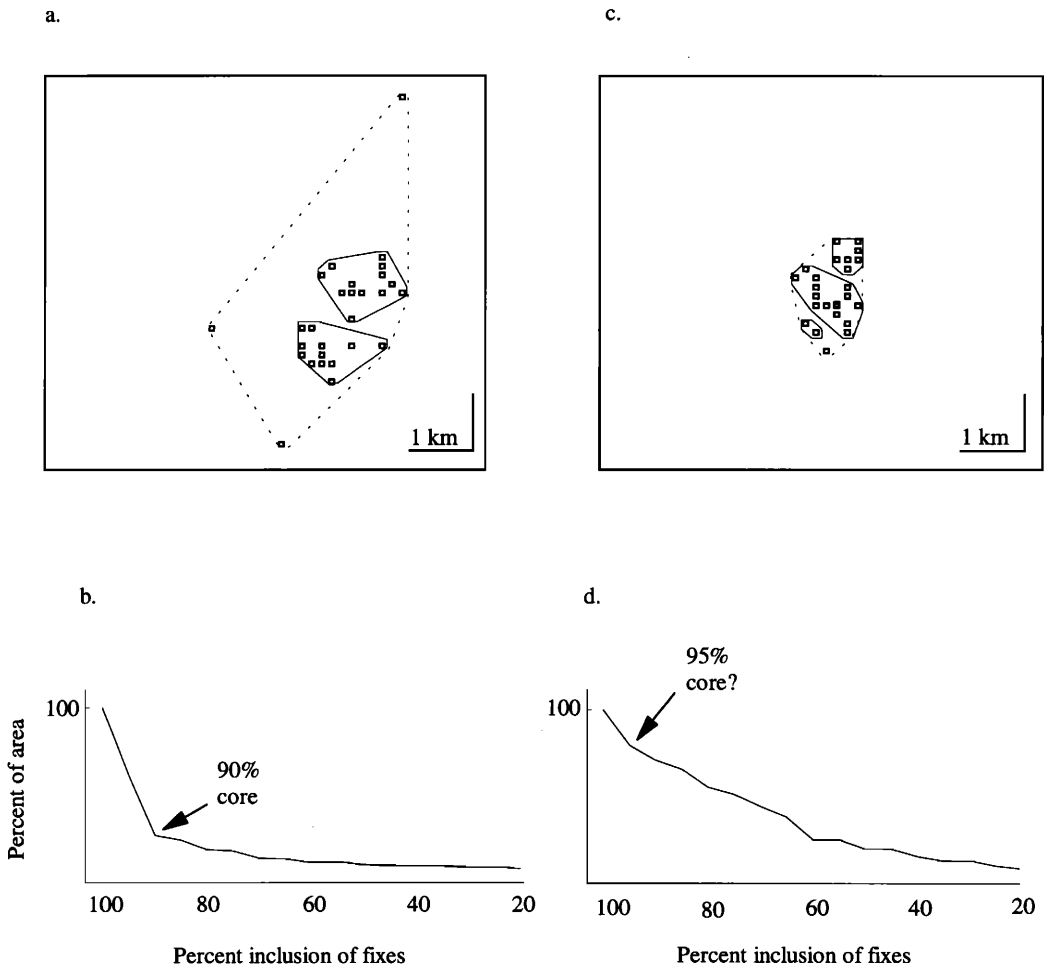 a.
c.
1 km
1 km
b.
d.
Percent of area
100
90%
core
100 80 60 40 20
Percent inclusion of fixes
100
95%
core?
100 80 60 40 20
Percent inclusion of fixes